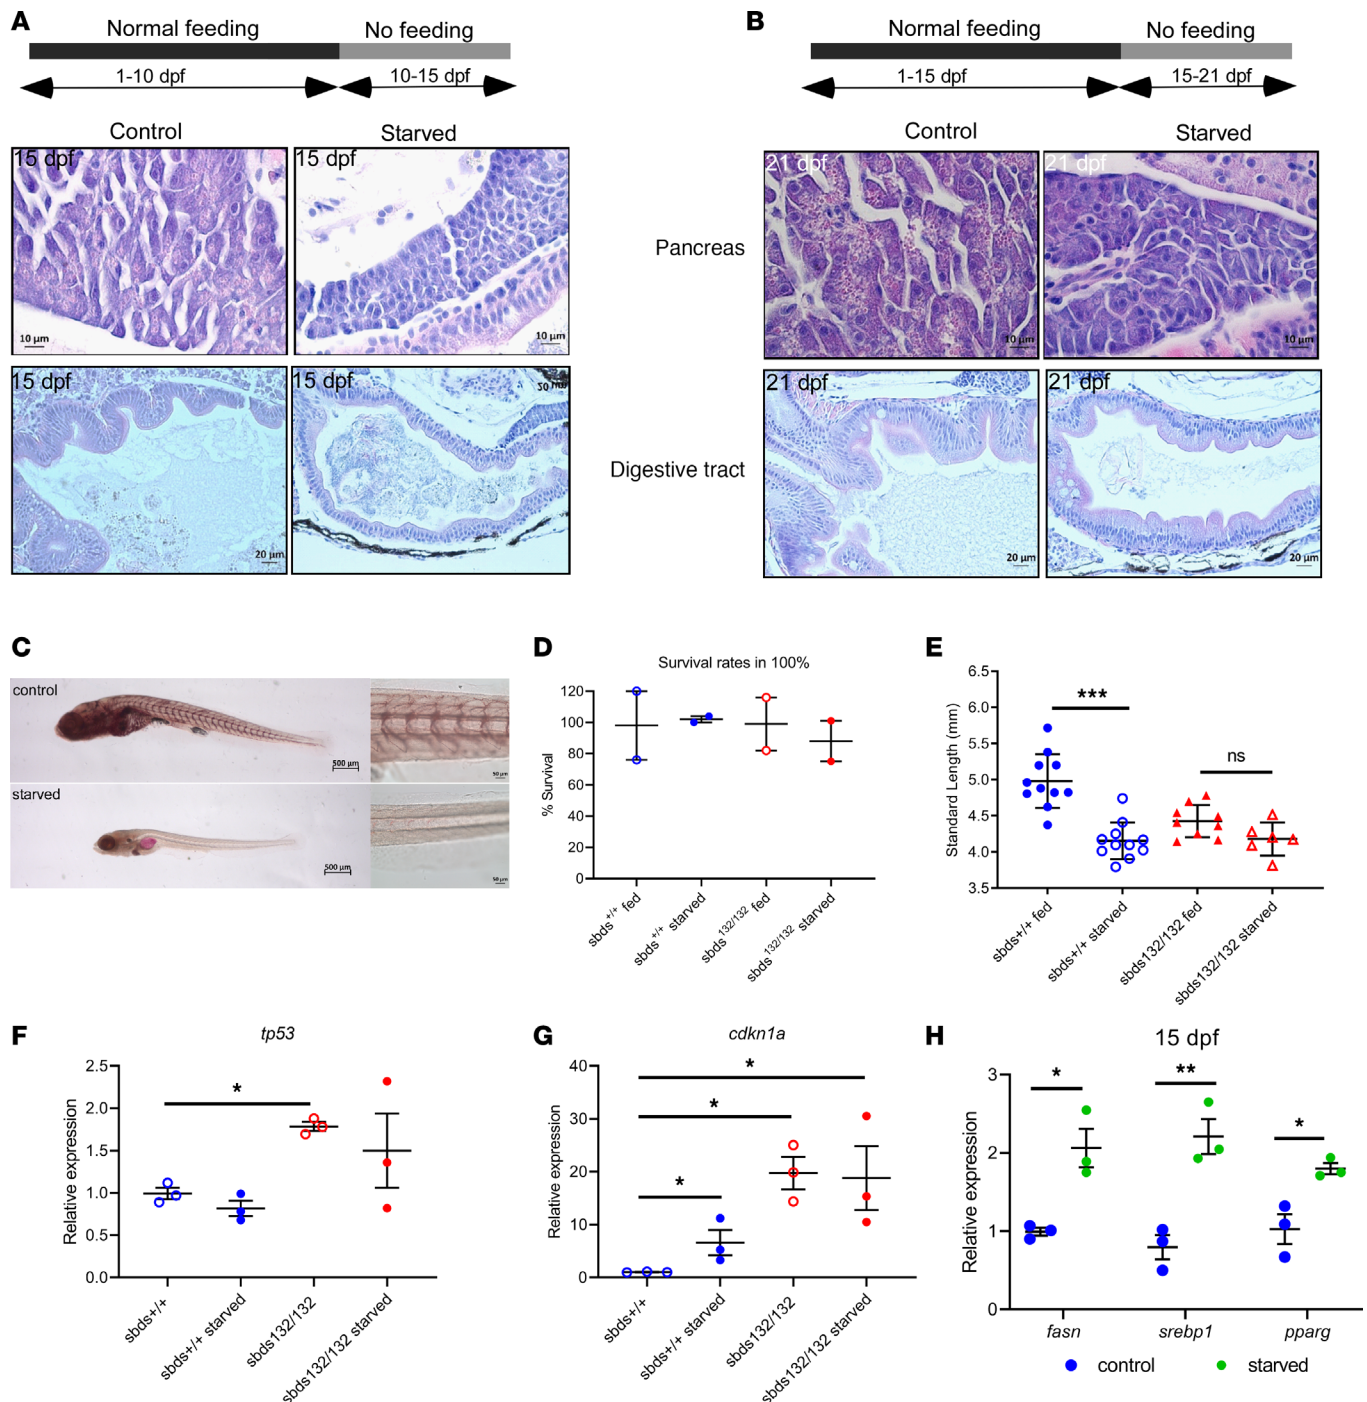 A
Normal feeding
No feeding
1-10 dpf
10-15 dpf
Control
Starved
15 dpf
15 dpf
10 µm
10 µm
15 dpf
15 dpf
20 µm
20 µm
B
Normal feeding
No feeding
1-15 dpf
15-21 dpf
Control
Starved
21 dpf
21 dpf
Pancreas
10 µm
10 µm
21 dpf
21 dpf
Digestive tract
20 µm
20 µm
C
control
500 µm
50 µm
starved
500 µm
50 µm
D
Survival rates in 100%
% Survival
120
100
80
60
40
20
0
sbds+/+ fed
sbds+/+ starved
sbds132/132 fed
sbds132/132 starved
E
Standard Length (mm)
6.5
6.0
5.5
5.0
4.5
4.0
3.5
***
ns
sbds+/+ fed
sbds+/+ starved
sbds132/132 fed
sbds132/132 starved
F
tp53
Relative expression
2.5
2.0
1.5
1.0
0.5
0.0
*
sbds+/+
sbds+/+ starved
sbds132/132
sbds132/132 starved
G
cdkn1a
Relative expression
40
30
20
10
0
*
*
*
sbds+/+
sbds+/+ starved
sbds132/132
sbds132/132 starved
H
15 dpf
Relative expression
3
2
1
0
*
**
*
fasn
srebp1
pparg
control
starved